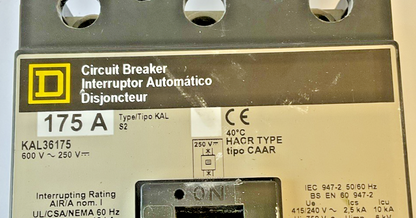 D
Circuit Breaker
Interruptor Automático
Disjoncteur
175 A
Type/Tipo KAL
S2
CE
KAL36175
600 V ~ 250 V
40°C
HACR TYPE
tipo CAAR
250 V
X
X
Interrupting Rating
AIR/A nom. I
UL/CSA/NEMA 60 Hz
ON
IEC 947-2 50/60 Hz
BS EN 60 947-2
Ue Ics Icu
415/240 V ~ 2,5 kA 10 kA